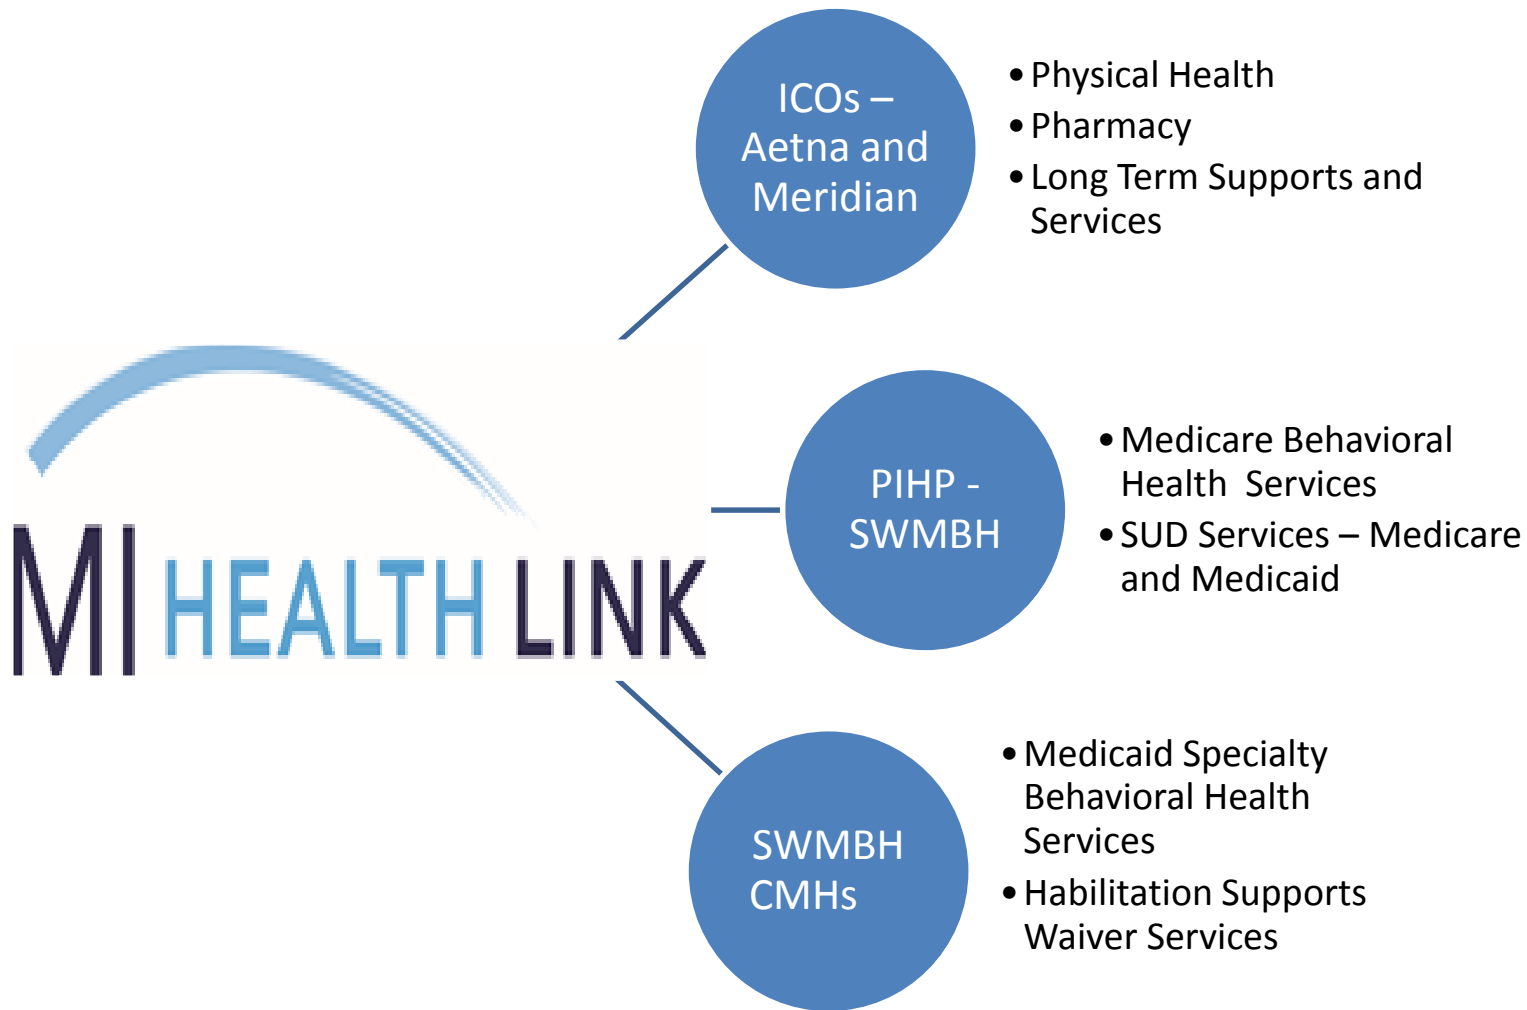 ICOs –
Aetna and
Meridian
• Physical Health
• Pharmacy
• Long Term Supports and
Services
MI HEALTH LINK
PIHP -
SWMBH
• Medicare Behavioral
Health  Services
• SUD Services – Medicare
and Medicaid
SWMBH
CMHs
• Medicaid Specialty
Behavioral Health
Services
• Habilitation Supports
Waiver Services